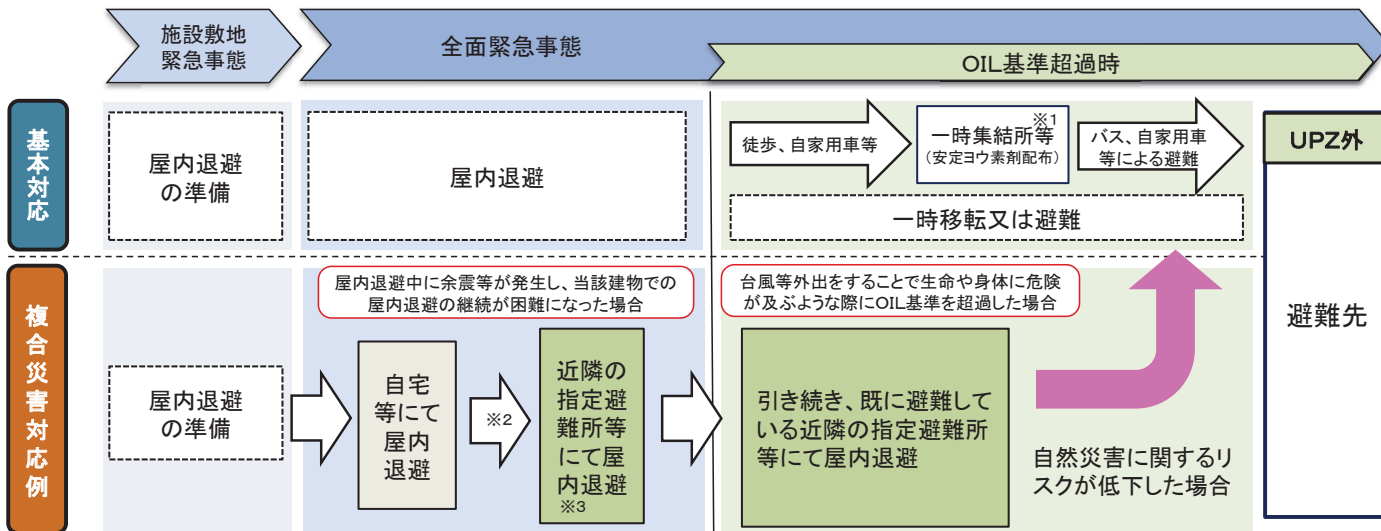 施設敷地
緊急事態
全面緊急事態
OIL基準超過時
基本対応
屋内退避
の準備
屋内退避
徒歩、自家用車等
※1
一時集結所等
(安定ヨウ素剤配布)
バス、自家用車
等による避難
一時移転又は避難
UPZ外
避難先
複合災害対応例
屋内退避
の準備
屋内退避中に余震等が発生し、当該建物での
屋内退避の継続が困難になった場合
自宅
等にて
屋内
退避
※2
近隣の
指定避
難所等
にて屋
内退避
※3
台風等外出をすることで生命や身体に危険
が及ぶような際にOIL基準を超過した場合
引き続き、既に避難して
いる近隣の指定避難所
等にて屋内退避
自然災害に関するリ
スクが低下した場合